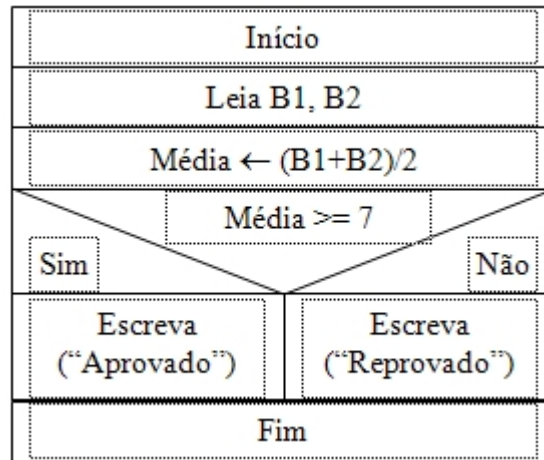 Início
Leia B1, B2
Média ← (B1+B2)/2
Média >= 7
Sim
Não
Escreva
(“Aprovado”)
Escreva
(“Reprovado”)
Fim